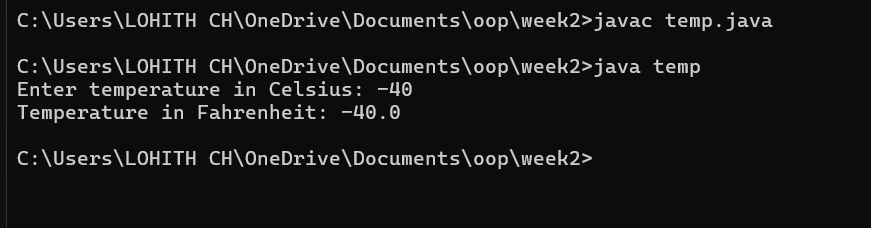 C:\Users\LOHITH CH\OneDrive\Documents\oop\week2>javac temp.java
C:\Users\LOHITH CH\OneDrive\Documents\oop\week2>java temp
Enter temperature in Celsius: -40
Temperature in Fahrenheit: -40.0
C:\Users\LOHITH CH\OneDrive\Documents\oop\week2>